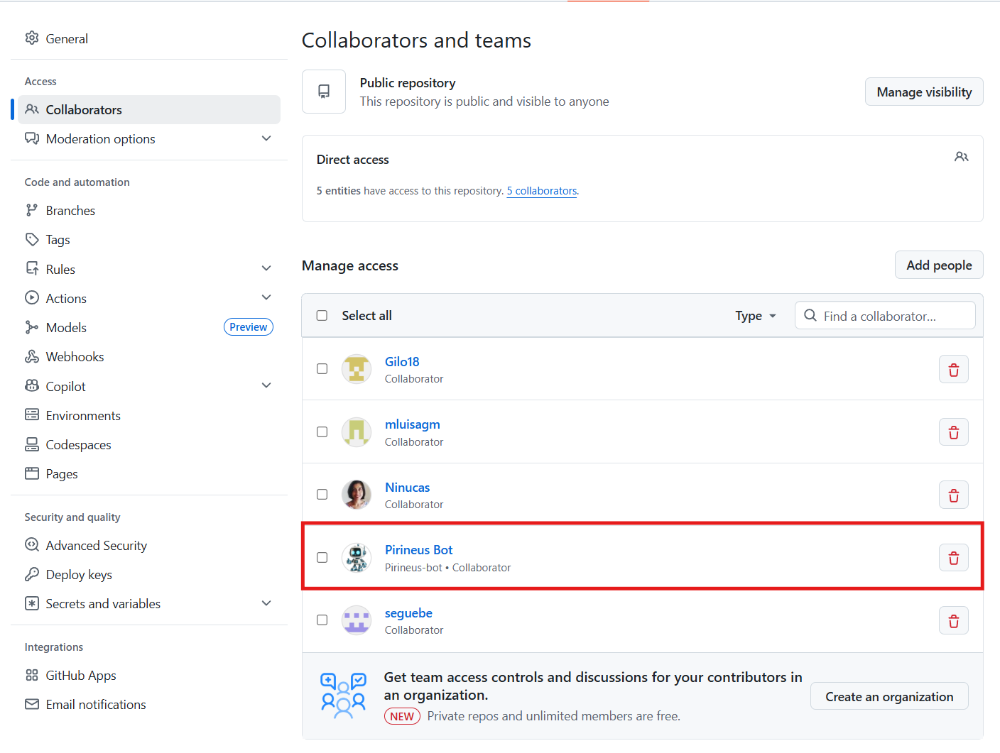 General
Access
Collaborators
Moderation options
Code and automation
Branches
Tags
Rules
Actions
Models
Preview
Webhooks
Copilot
Environments
Codespaces
Pages
Security and quality
Advanced Security
Deploy keys
Secrets and variables
Integrations
GitHub Apps
Email notifications
Collaborators and teams
Public repository
This repository is public and visible to anyone
Manage visibility
Direct access
5 entities have access to this repository. 5 collaborators.
Manage access
Add people
Select all
Type
Find a collaborator...
Gilo18
Collaborator
mluisagm
Collaborator
Ninucas
Collaborator
Pirineus Bot
Pirineus-bot • Collaborator
seguebe
Collaborator
Get team access controls and discussions for your contributors in
an organization.
NEW Private repos and unlimited members are free.
Create an organization